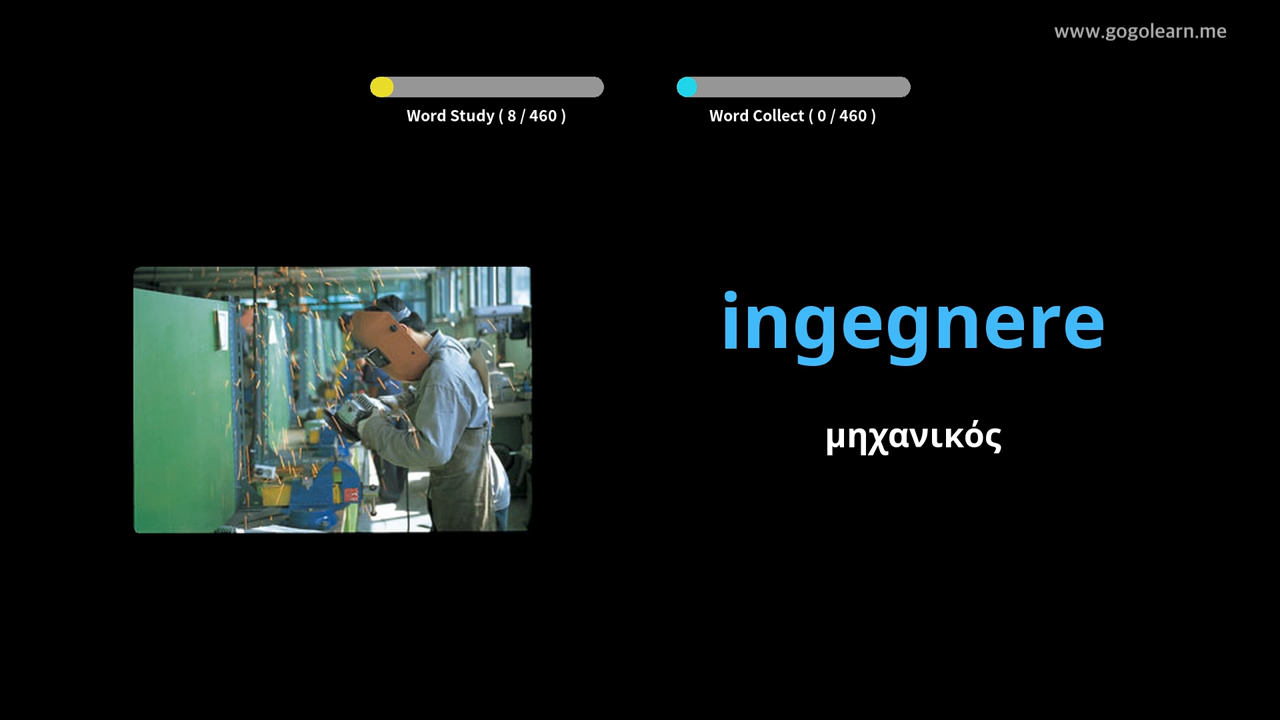 www.gogolearn.me
Word Study ( 8 / 460 )
Word Collect ( 0 / 460 )
ingegnere
μηχανικός